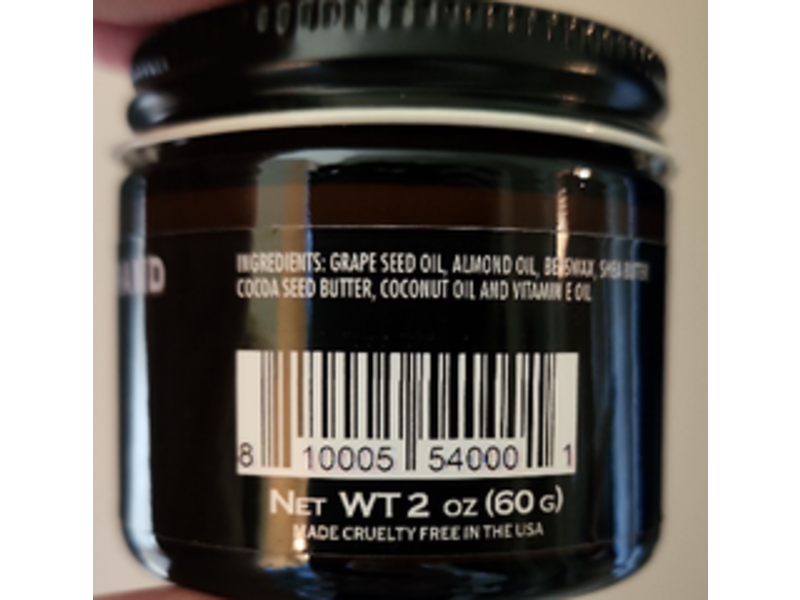 INGREDIENTS: GRAPE SEED OIL, ALMOND OIL, BEESWAX, SHEA BUTTER
COCOA SEED BUTTER, COCONUT OIL AND VITAMIN E OIL
8 10005 54000 1
NET WT 2 OZ (60 G)
MADE CRUELTY FREE IN THE USA